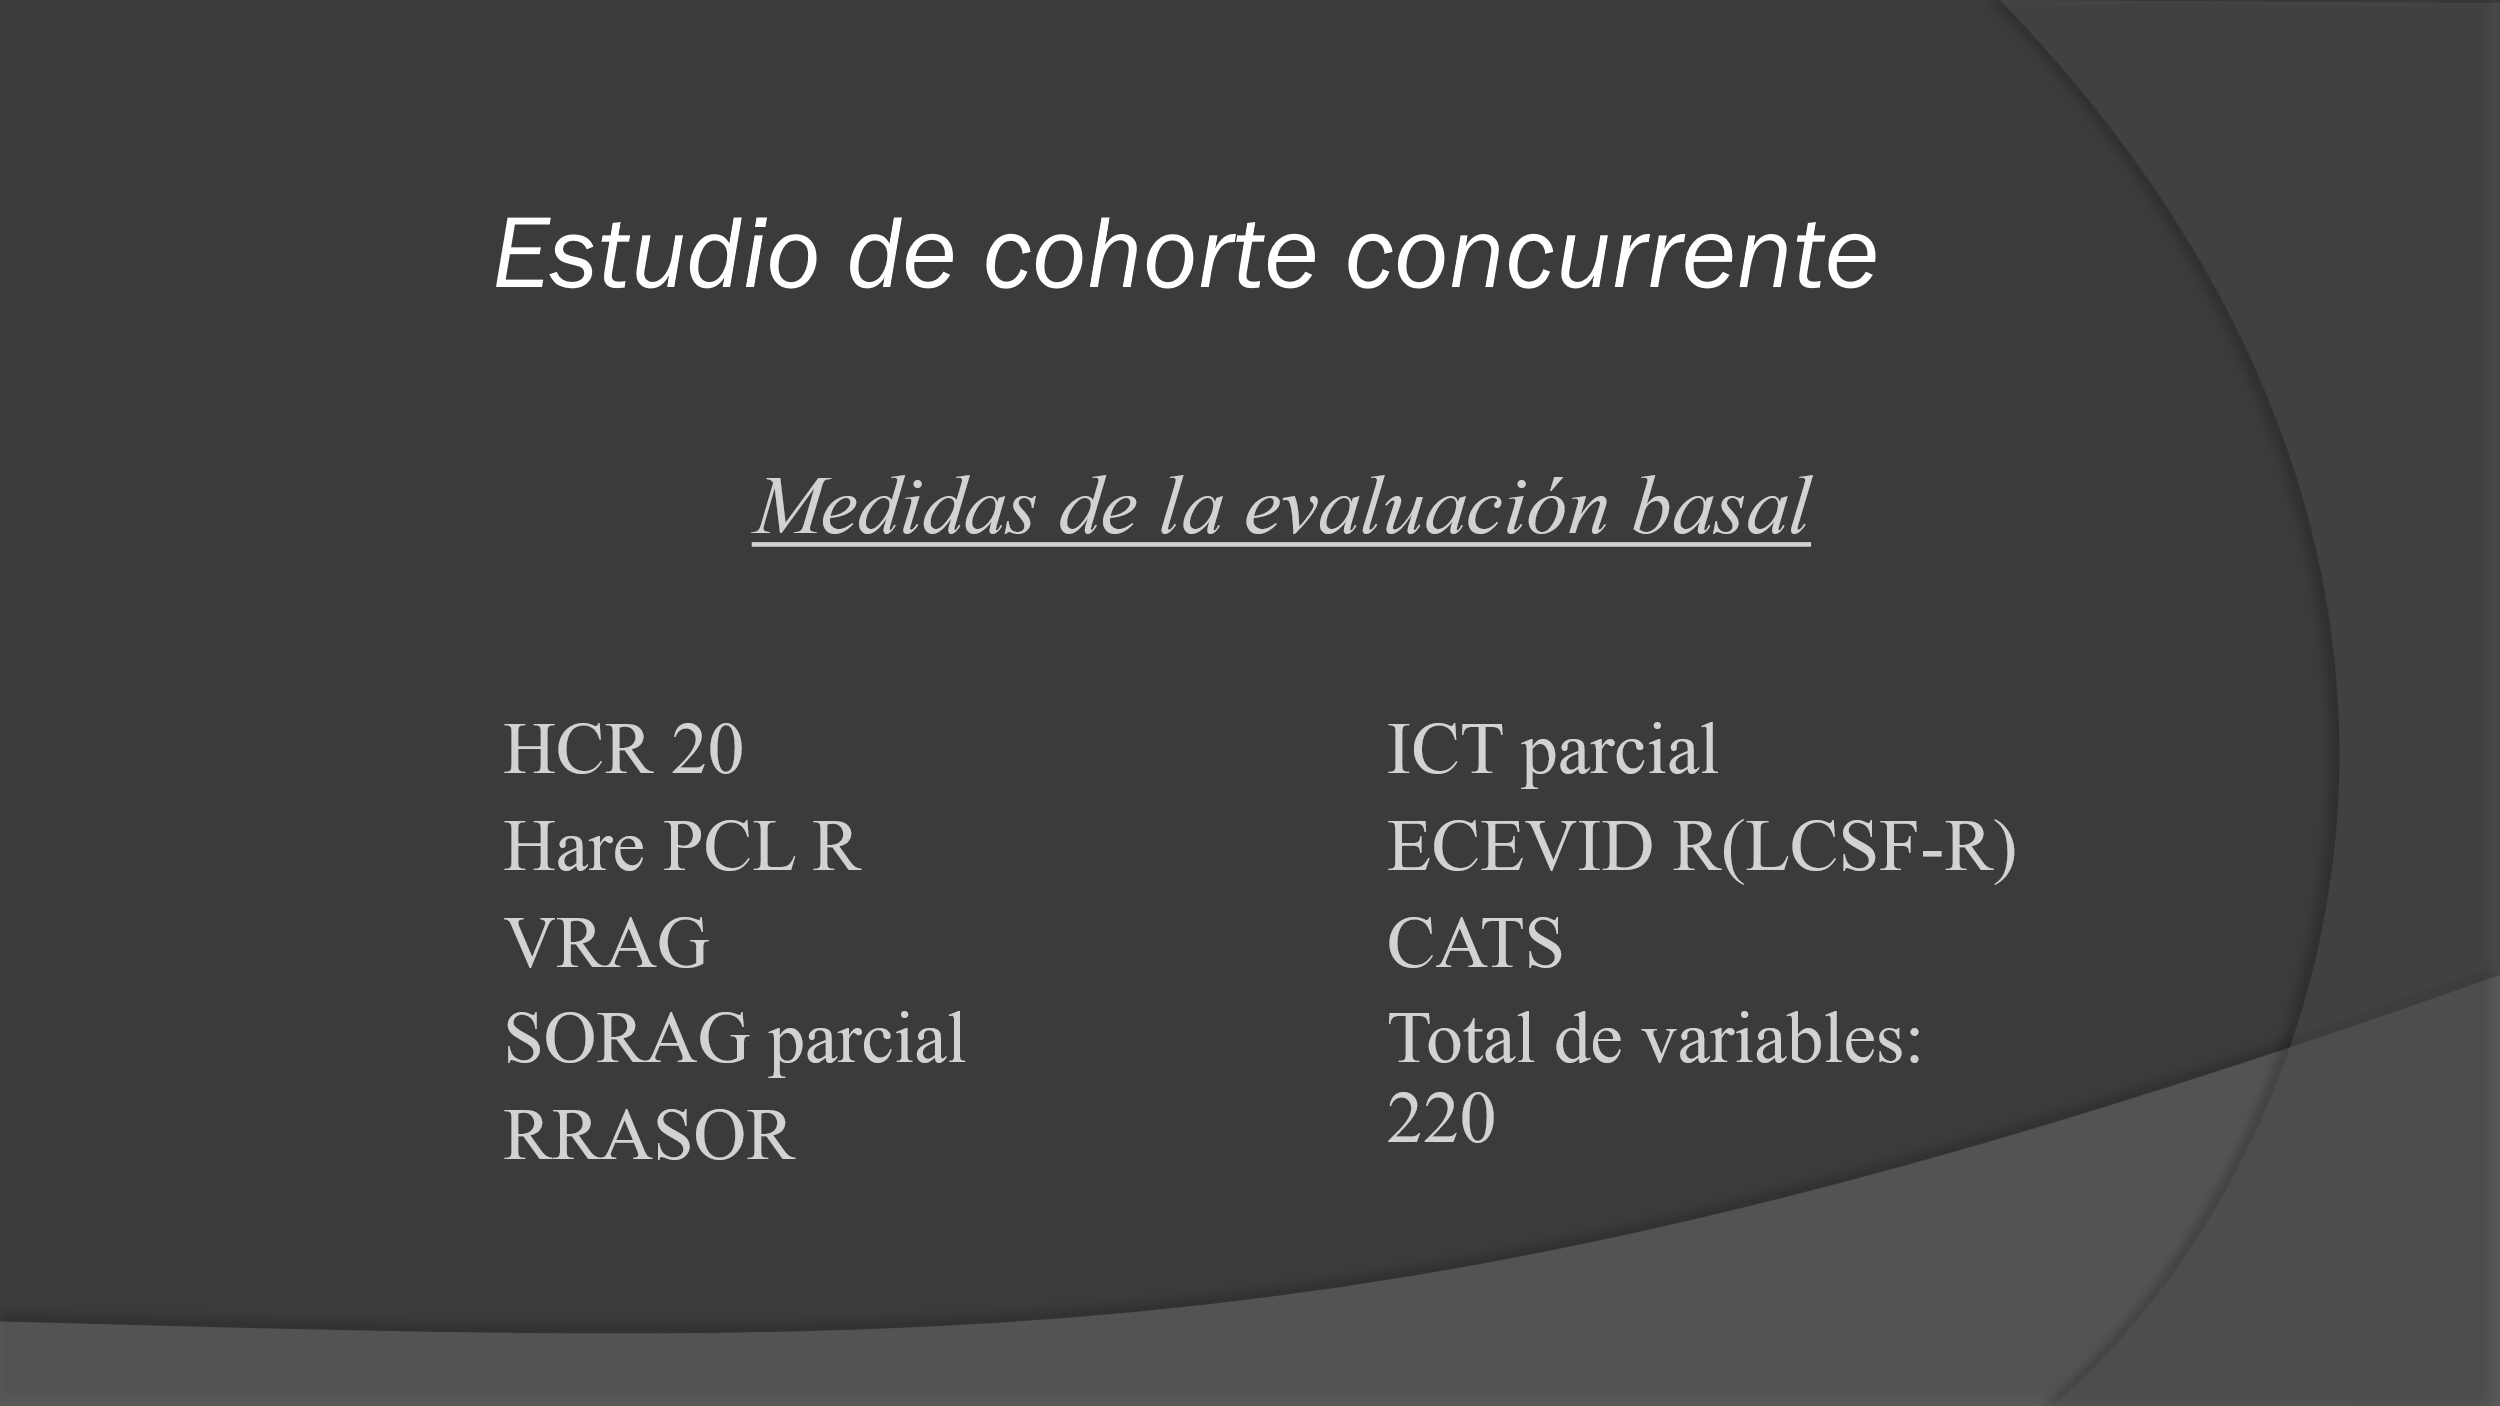 Estudio de cohorte concurrente
Medidas de la evaluación basal
HCR 20
Hare PCL R
VRAG
SORAG parcial
RRASOR
ICT parcial
ECEVID R(LCSF-R)
CATS
Total de variables:
220